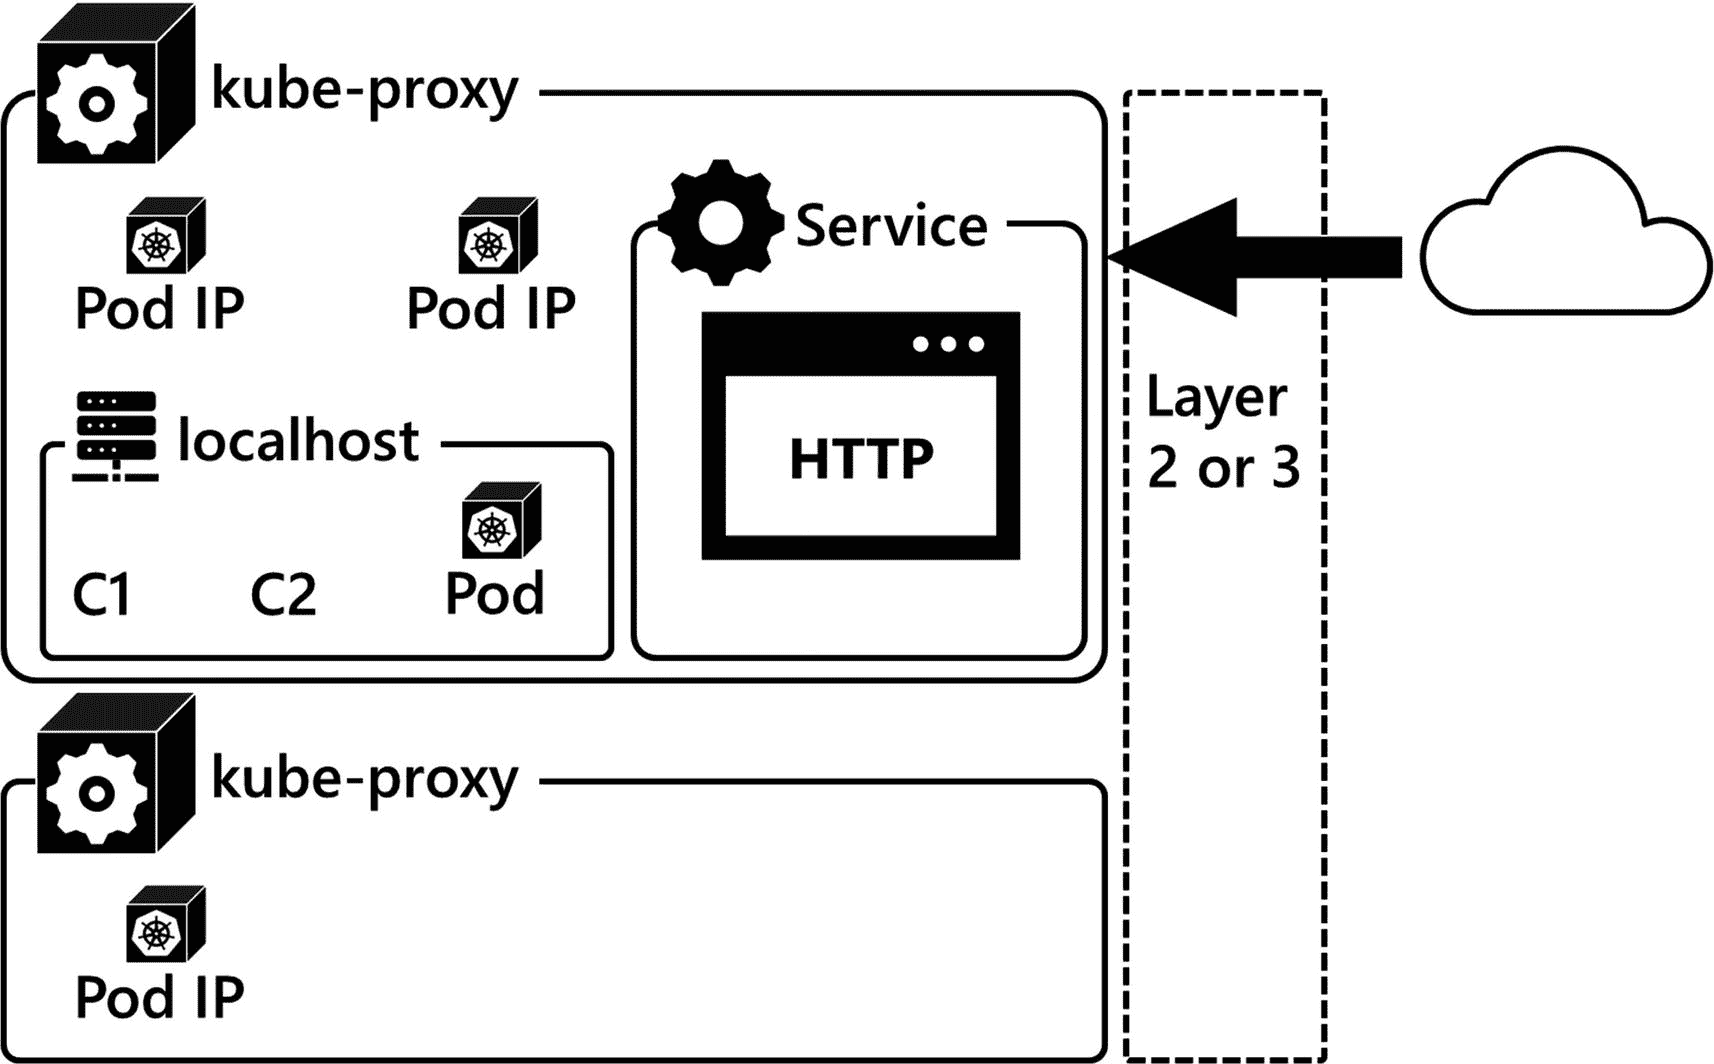 kube-proxy
Service
Pod IP
Pod IP
HTTP
Layer
2 or 3
localhost
C1
C2
Pod
kube-proxy
Pod IP